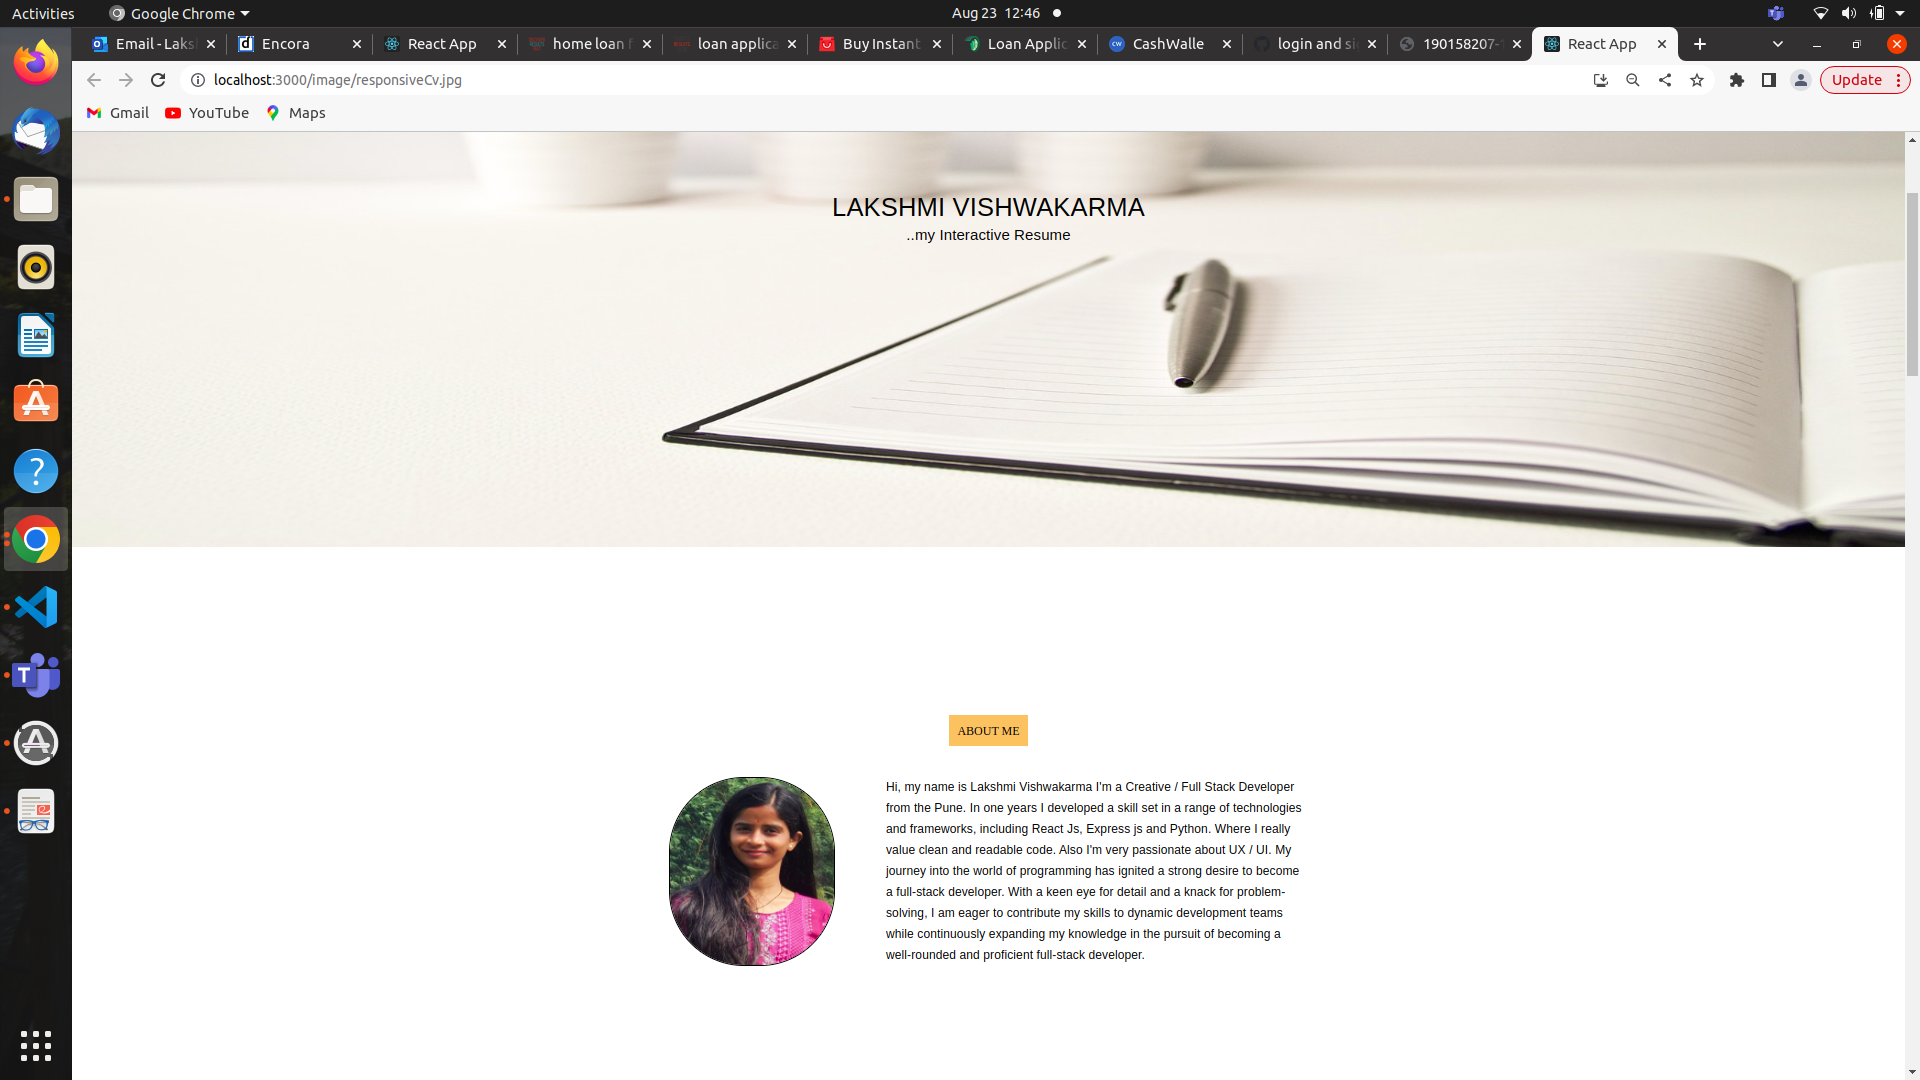 Activities
Google Chrome
Aug 23 12:46
Email - Laks
Encora
React App
home loan f
loan applica
Buy Instant
Loan Applic
CashWalle
login and si
190158207-1
React App
localhost:3000/image/responsiveCv.jpg
Update
Gmail
YouTube
Maps
LAKSHMI VISHWAKARMA
..my Interactive Resume
ABOUT ME
Hi, my name is Lakshmi Vishwakarma I'm a Creative / Full Stack Developer
from the Pune. In one years I developed a skill set in a range of technologies
and frameworks, including React Js, Express js and Python. Where I really
value clean and readable code. Also I'm very passionate about UX / UI. My
journey into the world of programming has ignited a strong desire to become
a full-stack developer. With a keen eye for detail and a knack for problem-
solving, I am eager to contribute my skills to dynamic development teams
while continuously expanding my knowledge in the pursuit of becoming a
well-rounded and proficient full-stack developer.